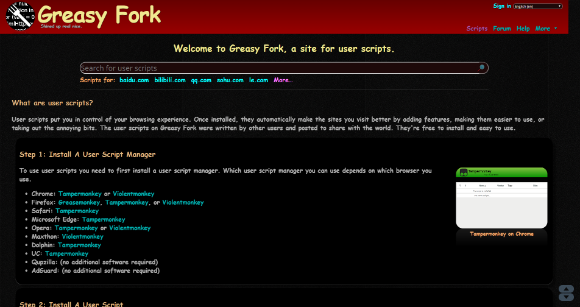 Greasy Fork
Shared up real nice.
Sign in English (en)
Scripts Forum Help More
Welcome to Greasy Fork, a site for user scripts.
Search for user scripts
Scripts for: baidu.com bilibili.com qq.com sohu.com le.com More…
What are user scripts?
User scripts put you in control of your browsing experience. Once installed, they automatically make the sites you visit better by adding features, making them easier to use, or
taking out the annoying bits. The user scripts on Greasy Fork were written by other users and posted to share with the world. They're free to install and easy to use.
Step 1: Install A User Script Manager
To use user scripts you need to first install a user script manager. Which user script manager you can use depends on which browser you
use.
• Chrome: Tampermonkey or Violentmonkey
• Firefox: Greasemonkey, Tampermonkey, or Violentmonkey
• Safari: Tampermonkey
• Microsoft Edge: Tampermonkey
• Opera: Tampermonkey or Violentmonkey
• Maxthon: Violentmonkey
• Dolphin: Tampermonkey
• UC: Tampermonkey
• Qupzilla: (no additional software required)
• AdGuard: (no additional software required)
Tampermonkey on Chrome
Step 2: Install A User Script